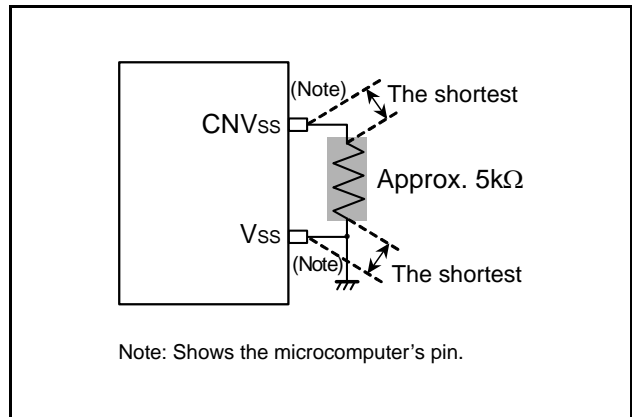 (Note)
The shortest
CNVSS
Approx. 5kΩ
VSS
(Note)
The shortest
Note: Shows the microcomputer's pin.